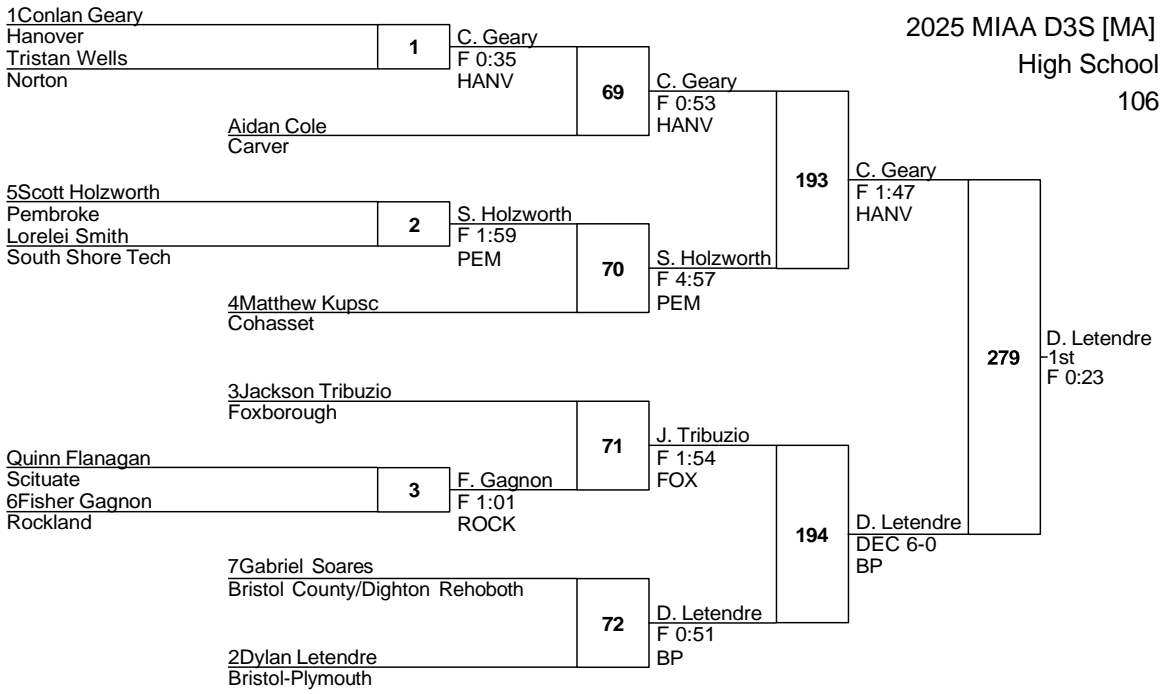 2025 MIAA D3S [MA]
High School
106
1Conlan Geary
Hanover
Tristan Wells
Norton
1
C. Geary
F 0:35
HANV
Aidan Cole
Carver
69
C. Geary
F 0:53
HANV
5Scott Holzworth
Pembroke
Lorelei Smith
South Shore Tech
2
S. Holzworth
F 1:59
PEM
4Matthew Kupsc
Cohasset
70
S. Holzworth
F 4:57
PEM
193
C. Geary
F 1:47
HANV
3Jackson Tribuzio
Foxborough
Quinn Flanagan
Scituate
6Fisher Gagnon
Rockland
3
F. Gagnon
F 1:01
ROCK
71
J. Tribuzio
F 1:54
FOX
7Gabriel Soares
Bristol County/Dighton Rehoboth
2Dylan Letendre
Bristol-Plymouth
72
D. Letendre
F 0:51
BP
194
D. Letendre
DEC 6-0
BP
279
D. Letendre
1st
F 0:23